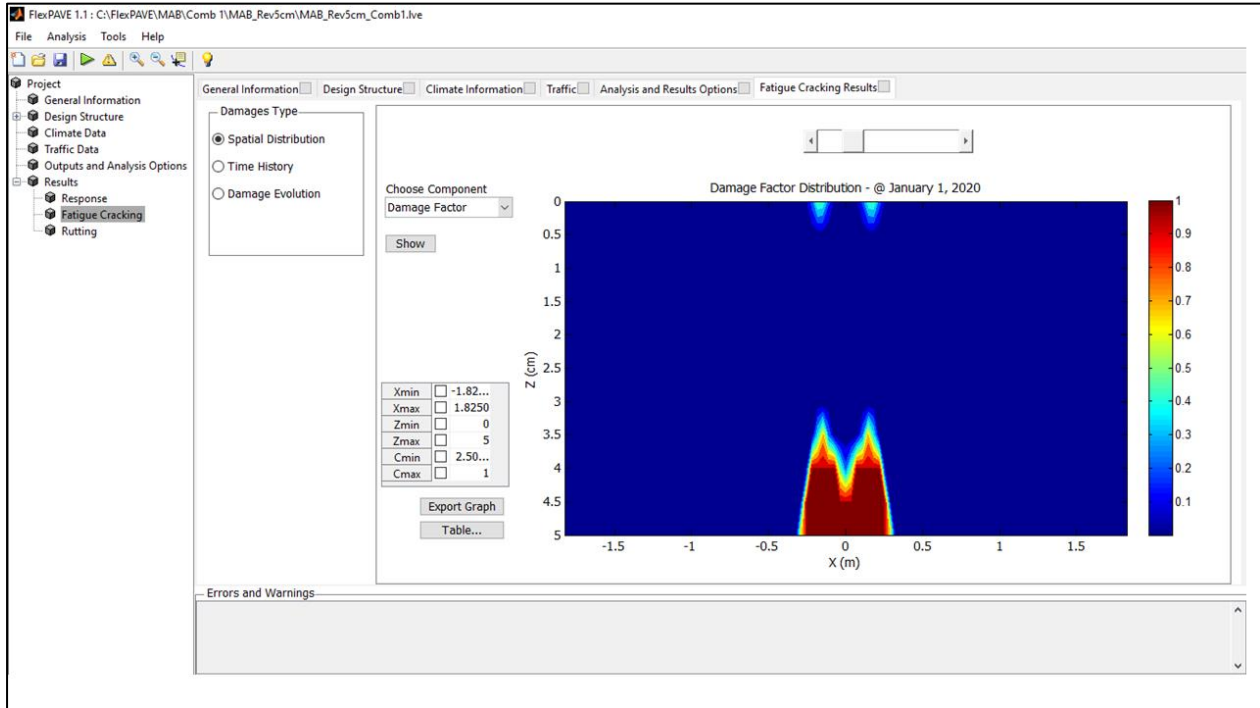 FlexPAVE 1.1 : C:\FlexPAVE\MAB\Comb 1\MAB_Rev5cm\MAB_Rev5cm_Comb1.lve
File Analysis Tools Help
Project
General Information
Design Structure
Climate Data
Traffic Data
Outputs and Analysis Options
Results
Response
Fatigue Cracking
Rutting
General Information Design Structure Climate Information Traffic Analysis and Results Options Fatigue Cracking Results
Damages Type
Spatial Distribution
Time History
Damage Evolution
Choose Component
Damage Factor
Show
Xmin -1.82...
Xmax 1.8250
Zmin 0
Zmax 5
Cmin 2.50...
Cmax 1
Export Graph
Table...
Damage Factor Distribution - @ January 1, 2020
Z (cm)
0
0.5
1
1.5
2
2.5
3
3.5
4
4.5
5
-1.5 -1 -0.5 0 0.5 1 1.5
X (m)
1
0.9
0.8
0.7
0.6
0.5
0.4
0.3
0.2
0.1
Errors and Warnings